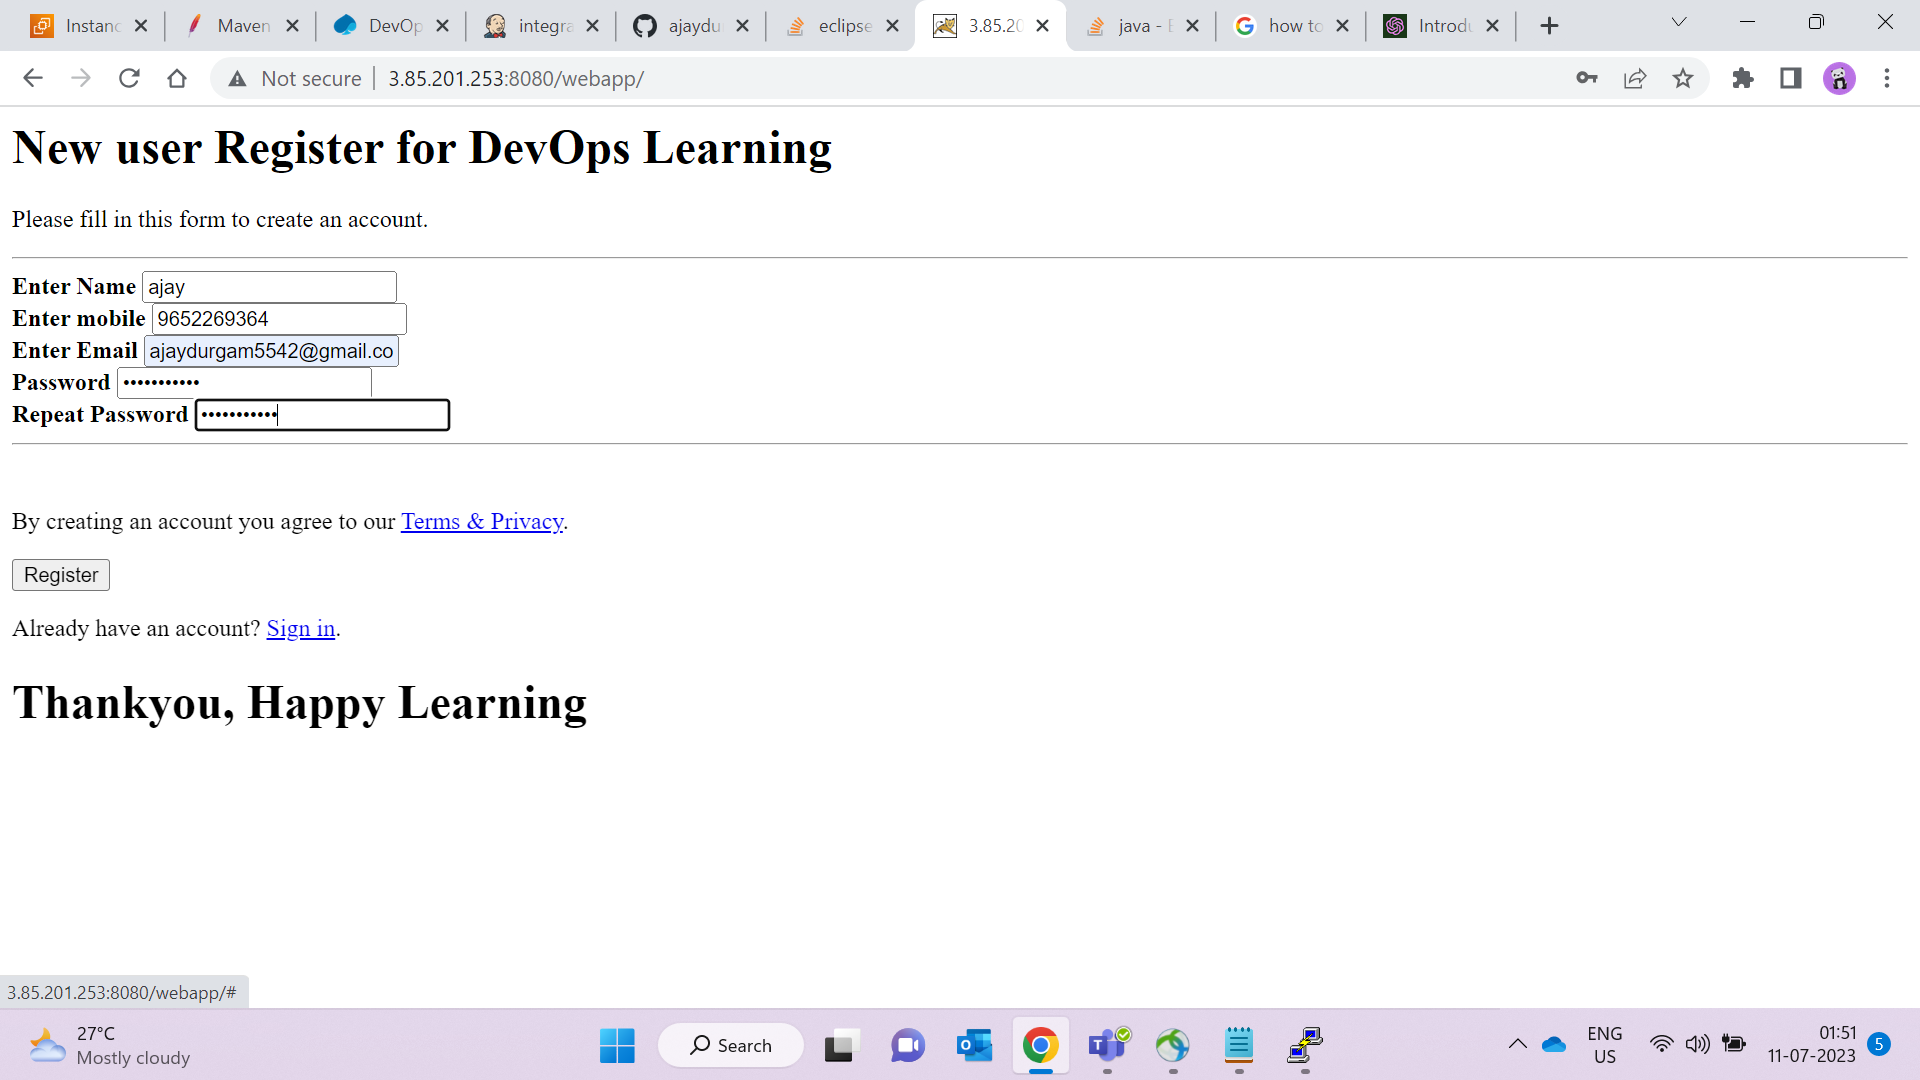 Instanc
Maven
DevOp
integra
ajaydu
eclipse
3.85.20
java - E
how to
Introdu
Not secure
3.85.201.253:8080/webapp/
New user Register for DevOps Learning
Please fill in this form to create an account.
Enter Name ajay
Enter mobile 9652269364
Enter Email ajaydurgam5542@gmail.co
Password •••••••••••
Repeat Password •••••••••••
By creating an account you agree to our Terms & Privacy.
Register
Already have an account? Sign in.
Thankyou, Happy Learning
3.85.201.253:8080/webapp/#
27°C
Mostly cloudy
Search
ENG
US
01:51
11-07-2023
5